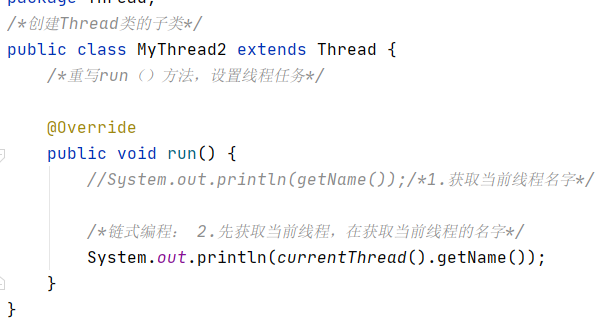 package Thread;
/*创建Thread类的子类*/
public class MyThread2 extends Thread {
/*重写run（）方法，设置线程任务*/
@Override
public void run() {
//System.out.println(getName());/*1.获取当前线程名字*/
/*链式编程： 2.先获取当前线程，在获取当前线程的名字*/
System.out.println(currentThread().getName());
}
}